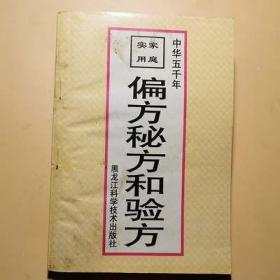 中华五千年
家庭
实用
偏方秘方和验方
黑龙江科学技术出版社